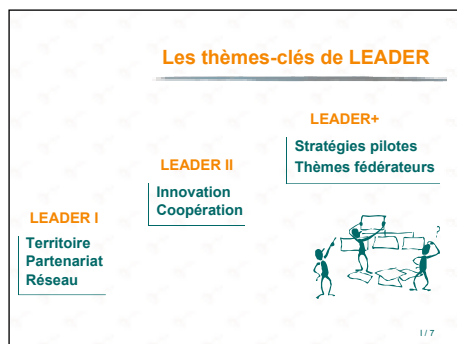 Les thèmes-clés de LEADER
LEADER+
Stratégies pilotes
Thèmes fédérateurs
LEADER II
Innovation
Coopération
LEADER I
Territoire
Partenariat
Réseau
?
I / 7